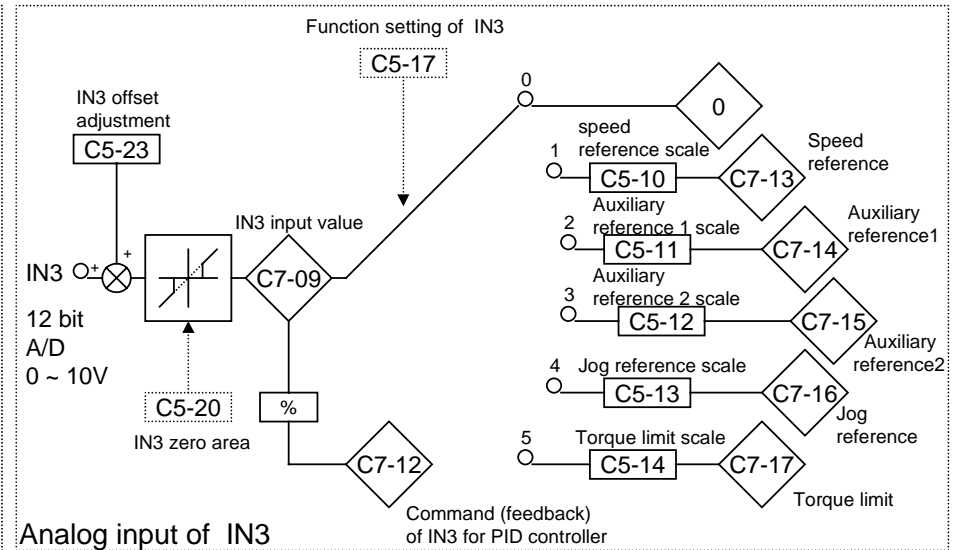 Function setting of IN3
C5-17
IN3 offset
adjustment
C5-23
IN3 input value
C7-09
IN3
+
+
12 bit
A/D
0 ~ 10V
C5-20
IN3 zero area
%
C7-12
Command (feedback)
of IN3 for PID controller
0
0
speed
reference scale
1
C5-10
C7-13
Speed
reference
Auxiliary
reference 1 scale
2
C5-11
C7-14
Auxiliary
reference1
Auxiliary
reference 2 scale
3
C5-12
C7-15
Auxiliary
reference2
4
Jog reference scale
C5-13
C7-16
Jog
reference
5
Torque limit scale
C5-14
C7-17
Torque limit
Analog input of IN3